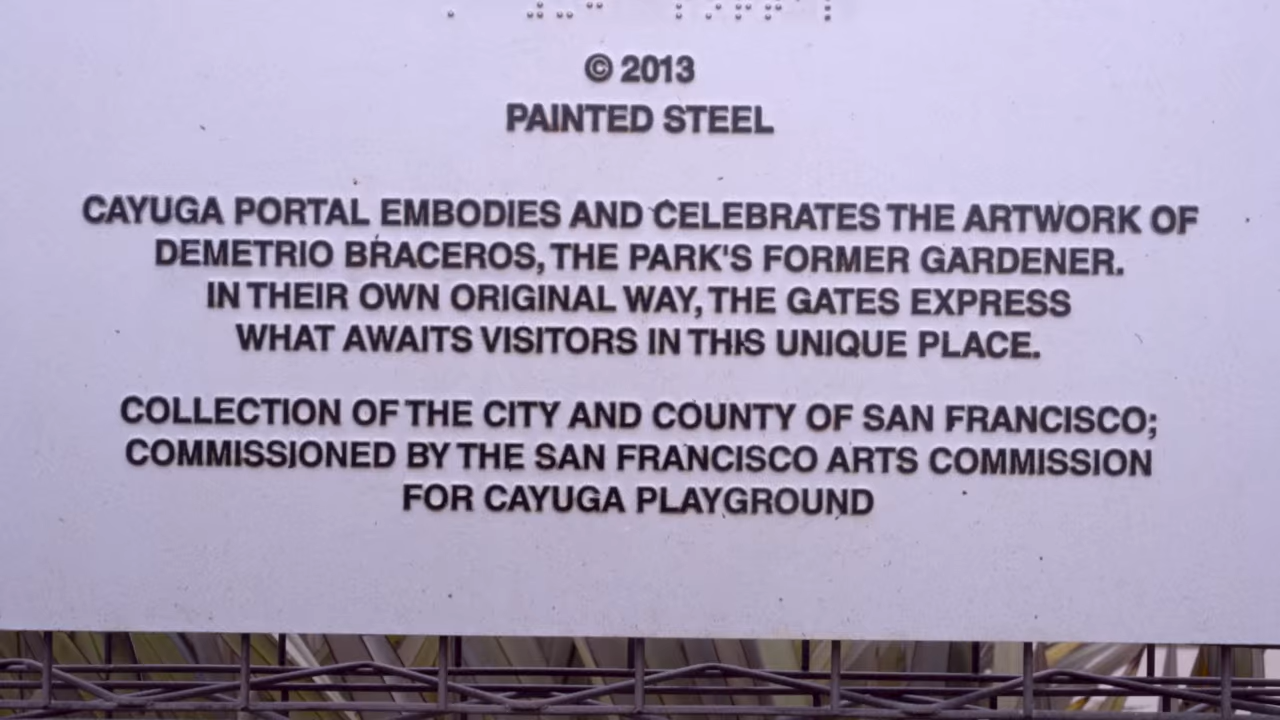 © 2013
PAINTED STEEL
CAYUGA PORTAL EMBODIES AND CELEBRATES THE ARTWORK OF
DEMETRIO BRACEROS, THE PARK'S FORMER GARDENER.
IN THEIR OWN ORIGINAL WAY, THE GATES EXPRESS
WHAT AWAITS VISITORS IN THIS UNIQUE PLACE.
COLLECTION OF THE CITY AND COUNTY OF SAN FRANCISCO;
COMMISSIONED BY THE SAN FRANCISCO ARTS COMMISSION
FOR CAYUGA PLAYGROUND